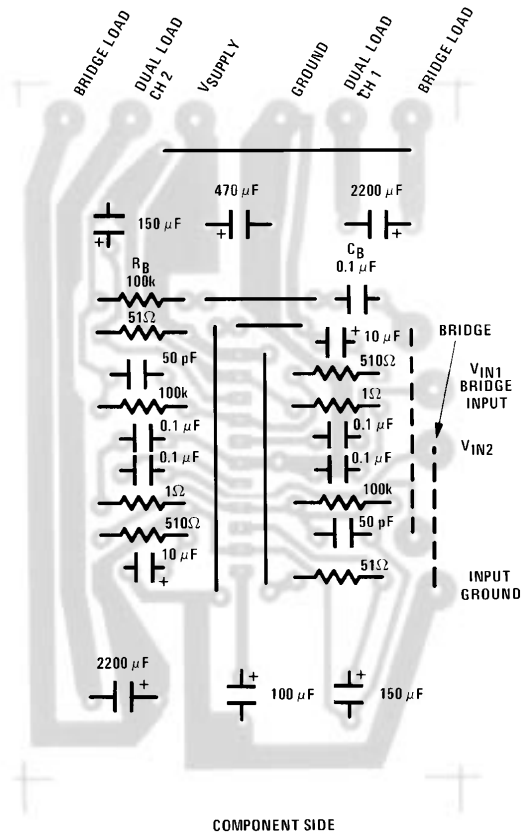 BRIDGE LOAD
DUAL LOAD
CH 2
VSUPPLY
GROUND
DUAL LOAD
CH 1
BRIDGE LOAD
150 µF
+
470 µF
+
2200 µF
+
RB
100k
CB
0.1 µF
51Ω
+
10 µF
BRIDGE
50 pF
510Ω
VIN1
BRIDGE
INPUT
100k
1Ω
0.1 µF
0.1 µF
VIN2
0.1 µF
0.1 µF
1Ω
100k
510Ω
50 pF
10 µF
+
51Ω
INPUT
GROUND
2200 µF
+
+
100 µF
+
150 µF
COMPONENT SIDE